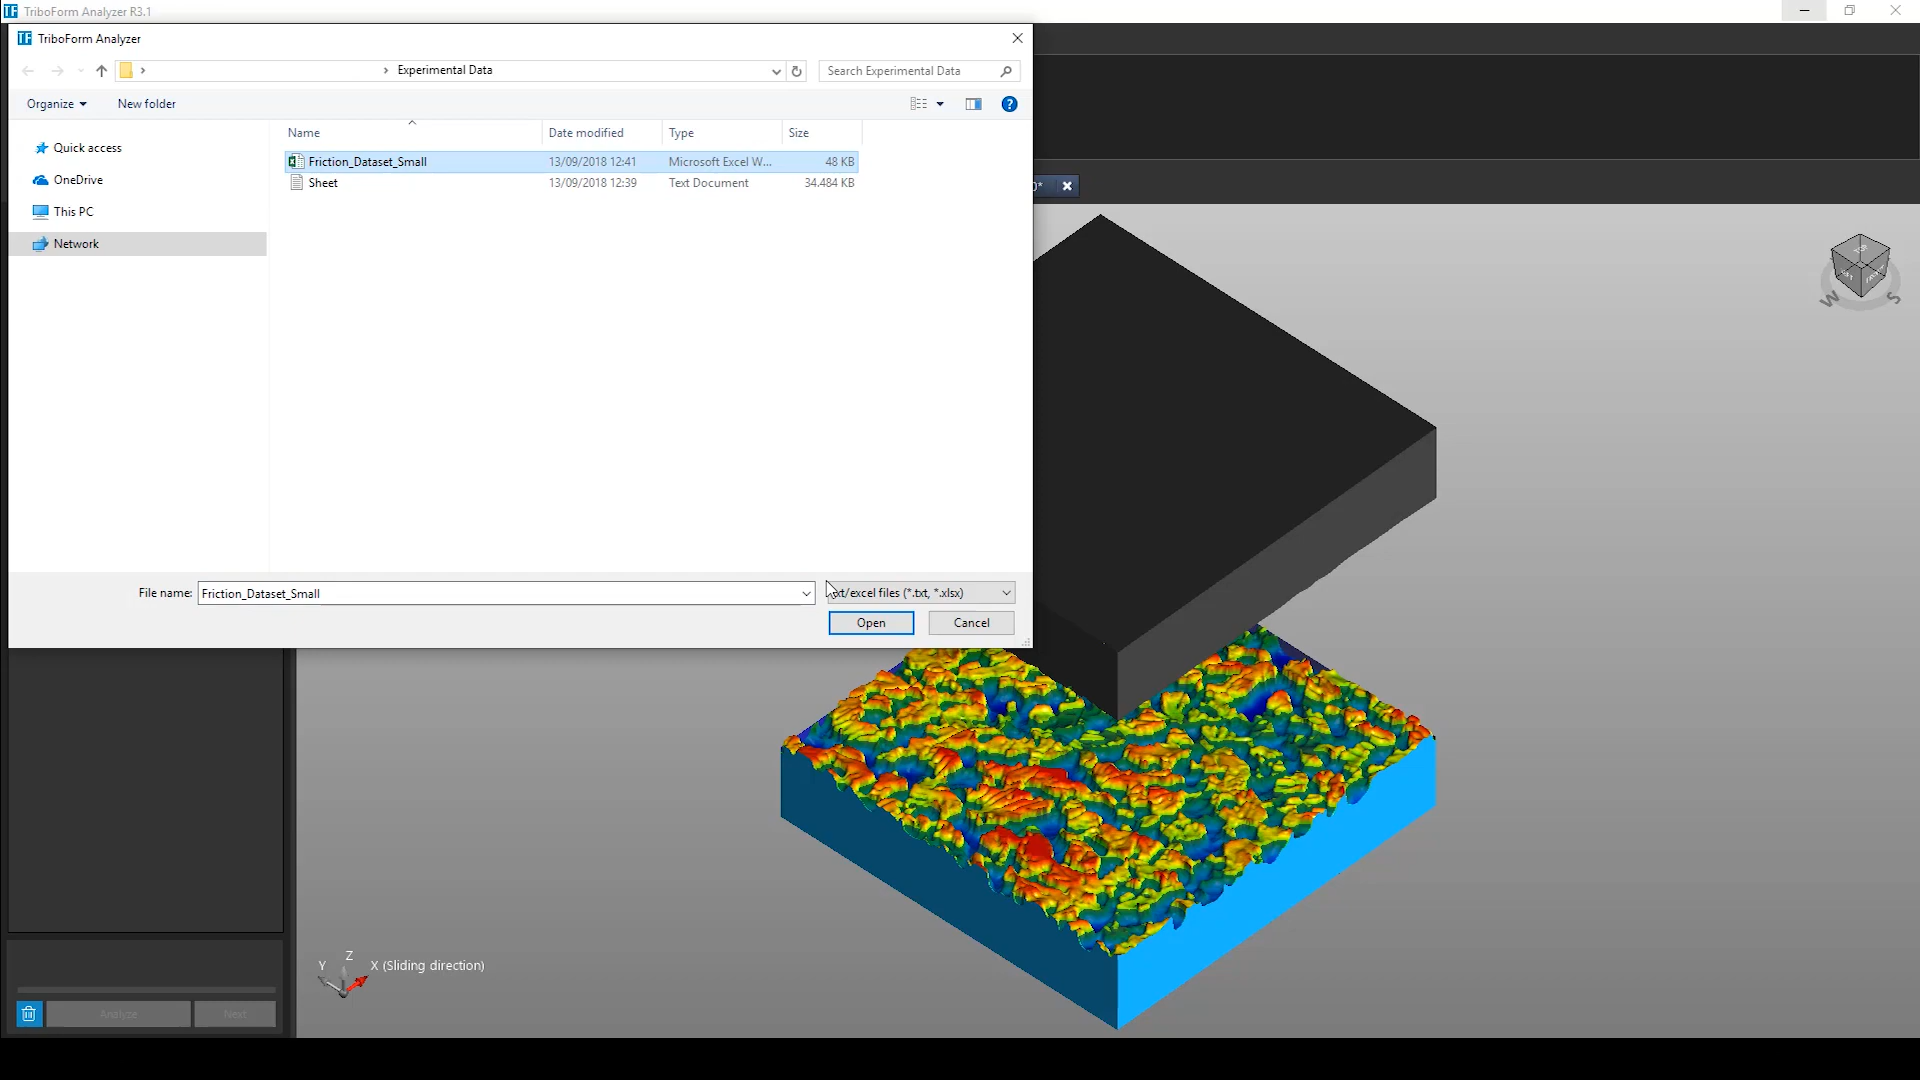 TriboForm Analyzer R3.1
TriboForm Analyzer
Experimental Data
Search Experimental Data
Organize
New folder
Name
Date modified
Type
Size
Quick access
OneDrive
This PC
Network
Friction_Dataset_Small 13/09/2018 12:41 Microsoft Excel W... 48 KB
Sheet 13/09/2018 12:39 Text Document 34.484 KB
File name: Friction_Dataset_Small
files (*.txt, *.xlsx)
Open
Cancel
TOP
W
S
Z
Y
X (Sliding direction)
Analyse
Next